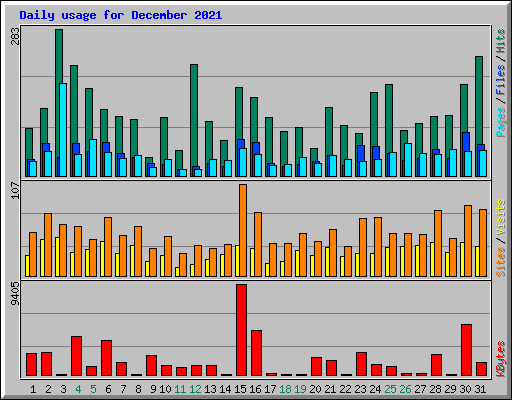 Daily usage for December 2021
283
Pages / Files / Hits
107
Sites / Visits
9405
KBytes
1 2 3 4 5 6 7 8 9 10 11 12 13 14 15 16 17 18 19 20 21 22 23 24 25 26 27 28 29 30 31